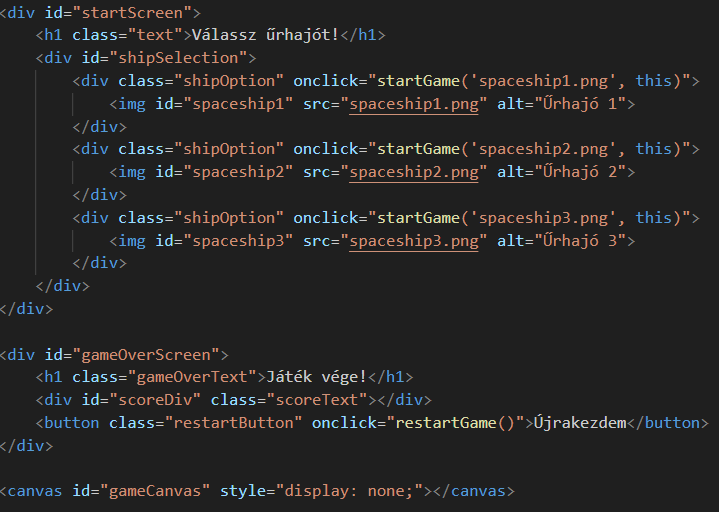 <div id="startScreen">
    <h1 class="text">Válassz űrhajót!</h1>
    <div id="shipSelection">
        <div class="shipOption" onclick="startGame('spaceship1.png', this)">
            <img id="spaceship1" src="spaceship1.png" alt="Űrhajó 1">
        </div>
        <div class="shipOption" onclick="startGame('spaceship2.png', this)">
            <img id="spaceship2" src="spaceship2.png" alt="Űrhajó 2">
        </div>
        <div class="shipOption" onclick="startGame('spaceship3.png', this)">
            <img id="spaceship3" src="spaceship3.png" alt="Űrhajó 3">
        </div>
    </div>
</div>

<div id="gameOverScreen">
    <h1 class="gameOverText">Játék vége!</h1>
    <div id="scoreDiv" class="scoreText"></div>
    <button class="restartButton" onclick="restartGame()">Újrakezdem</button>
</div>

<canvas id="gameCanvas" style="display: none;"></canvas>